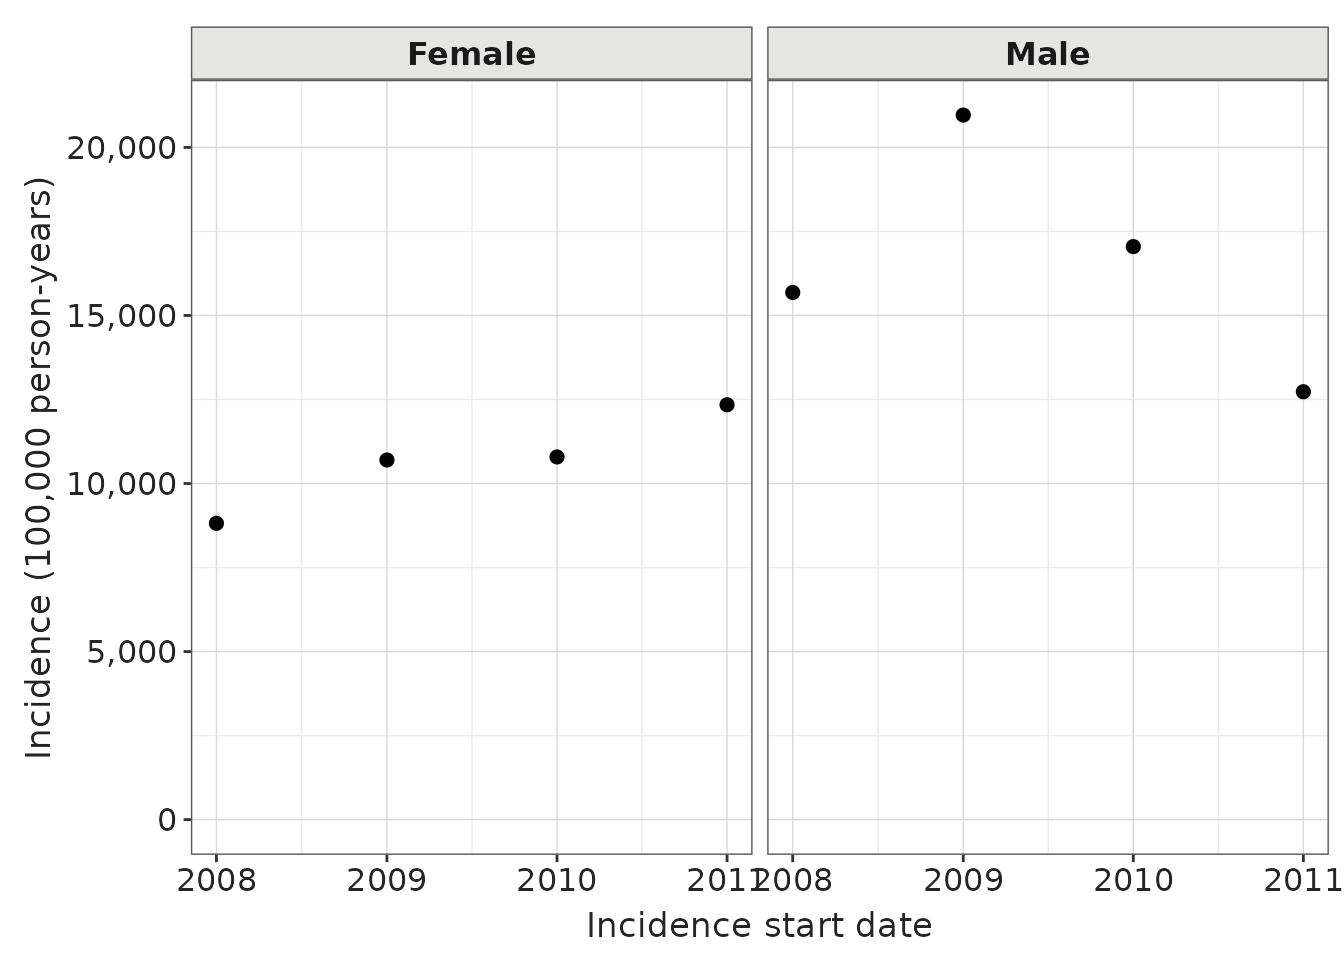 Female Male
20,000
15,000
10,000
5,000
0
Incidence (100,000 person-years)
2008 2009 2010 2011 2008 2009 2010 2011
Incidence start date